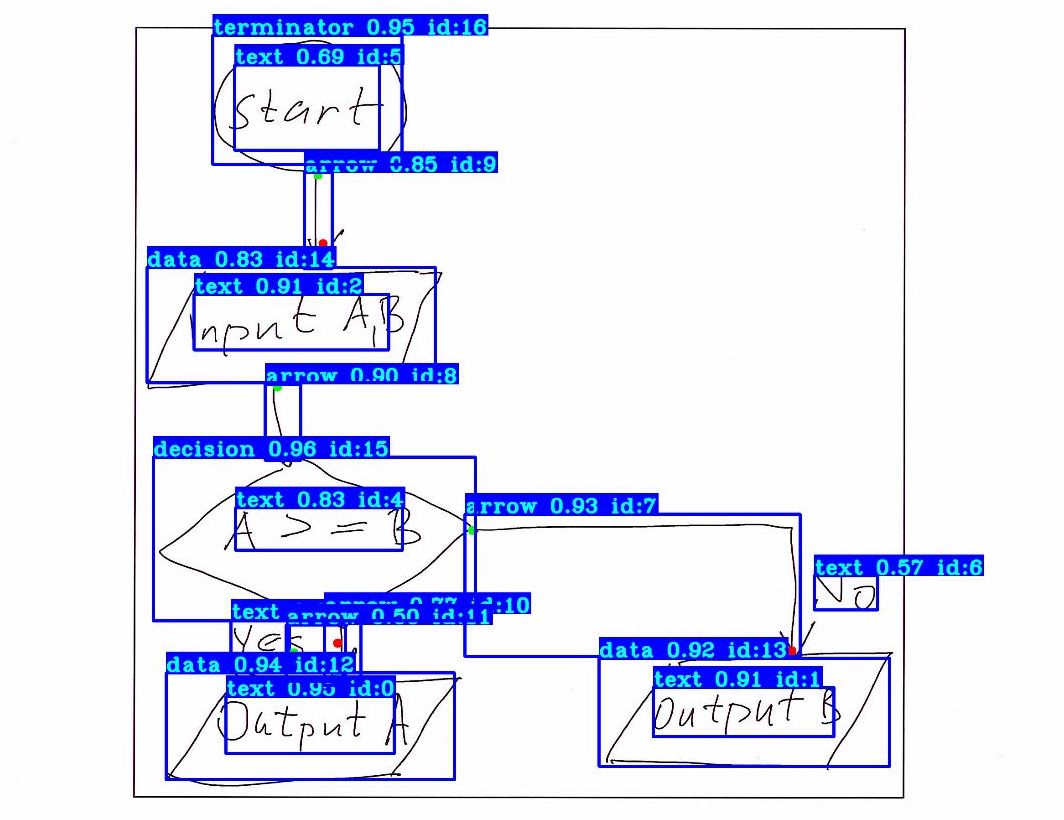 terminator 0.95 id:16
text 0.69 id:5
Start
arrow 0.85 id:9
data 0.83 id:14
text 0.91 id:2
Input A,B
arrow 0.90 id:8
decision 0.96 id:15
text 0.83 id:4
A >= B
arrow 0.93 id:7
text 0.57 id:6
No
arrow 0.77 id:10
text
arrow 0.50 id:11
Yes
data 0.94 id:12
text 0.95 id:0
Output A
data 0.92 id:13
text 0.91 id:1
Output B